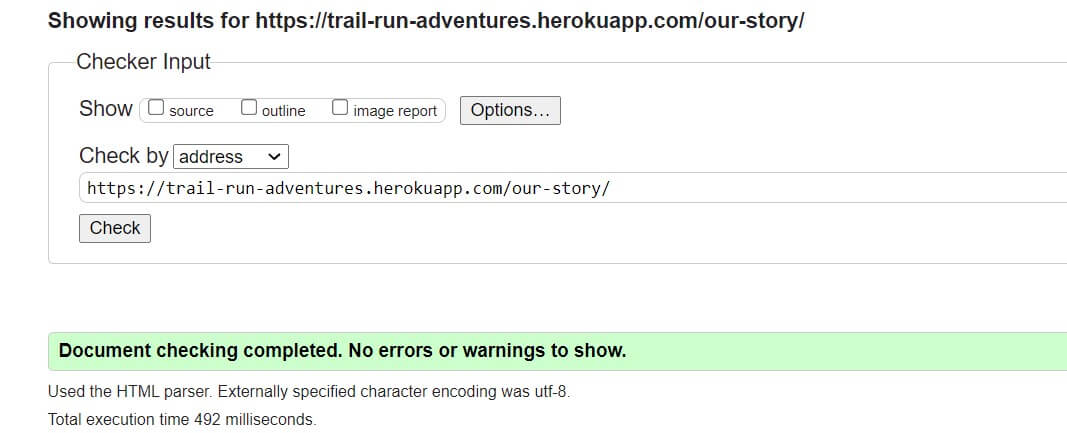 Showing results for https://trail-run-adventures.herokuapp.com/our-story/
Checker Input
Show source outline image report Options...
Check by address
https://trail-run-adventures.herokuapp.com/our-story/
Check
Document checking completed. No errors or warnings to show.
Used the HTML parser. Externally specified character encoding was utf-8.
Total execution time 492 milliseconds.